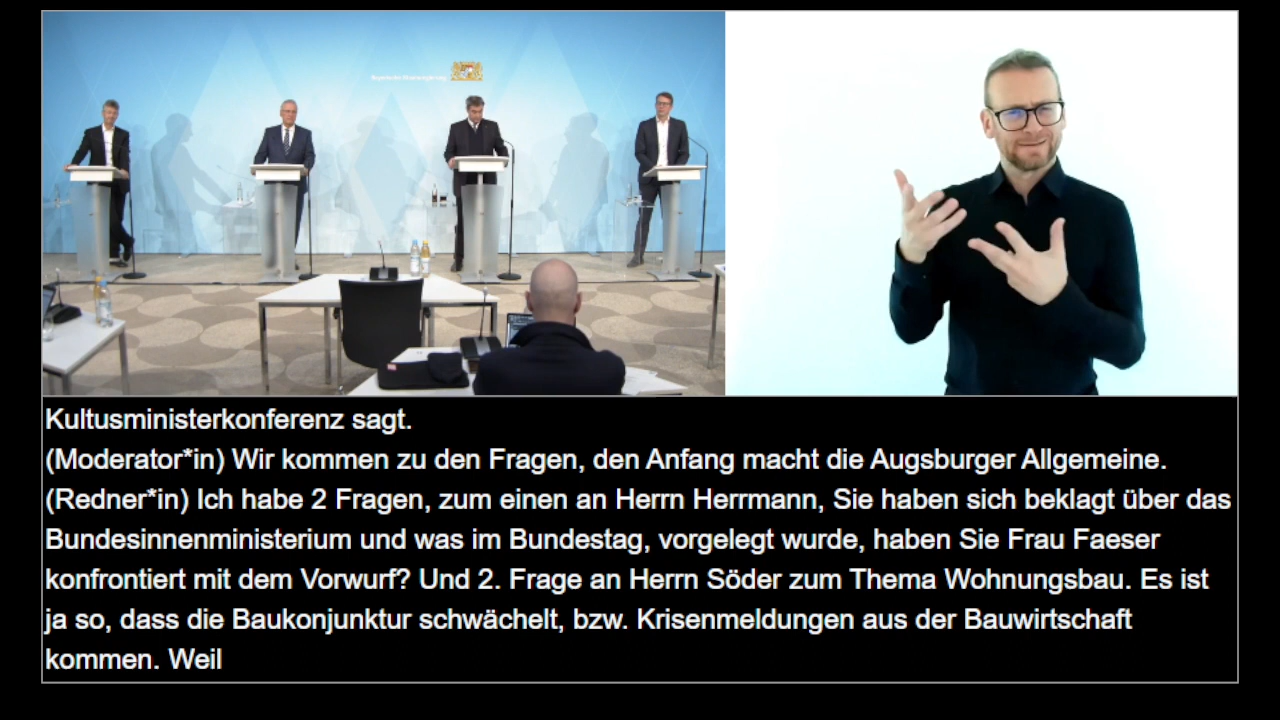 Kultusministerkonferenz sagt.
(Moderator*in) Wir kommen zu den Fragen, den Anfang macht die Augsburger Allgemeine.
(Redner*in) Ich habe 2 Fragen, zum einen an Herrn Herrmann, Sie haben sich beklagt über das
Bundesinnenministerium und was im Bundestag, vorgelegt wurde, haben Sie Frau Faeser
konfrontiert mit dem Vorwurf? Und 2. Frage an Herrn Söder zum Thema Wohnungsbau. Es ist
ja so, dass die Baukonjunktur schwächelt, bzw. Krisenmeldungen aus der Bauwirtschaft
kommen. Weil